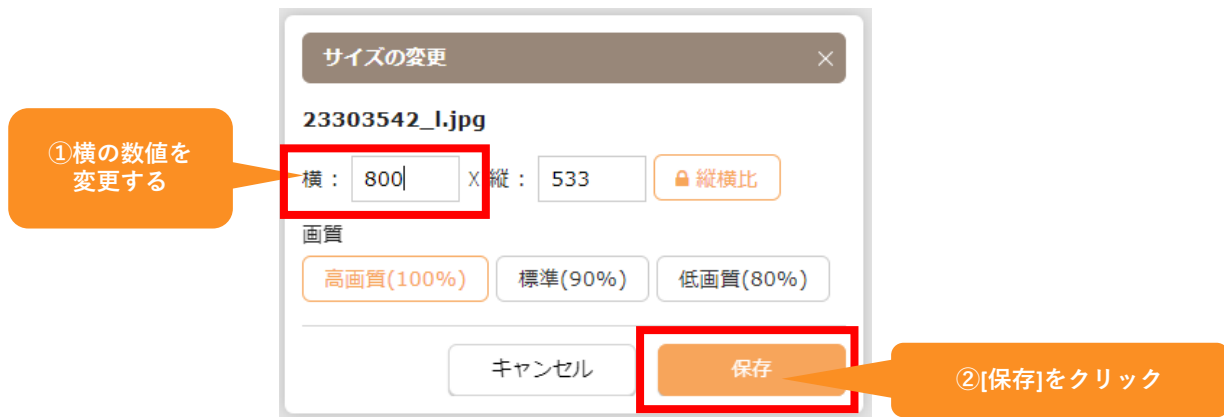 サイズの変更 ×
23303542_l.jpg
①横の数値を
変更する
横： 800 X 縦： 533 縦横比
画質
高画質(100%) 標準(90%) 低画質(80%)
キャンセル 保存
②[保存]をクリック